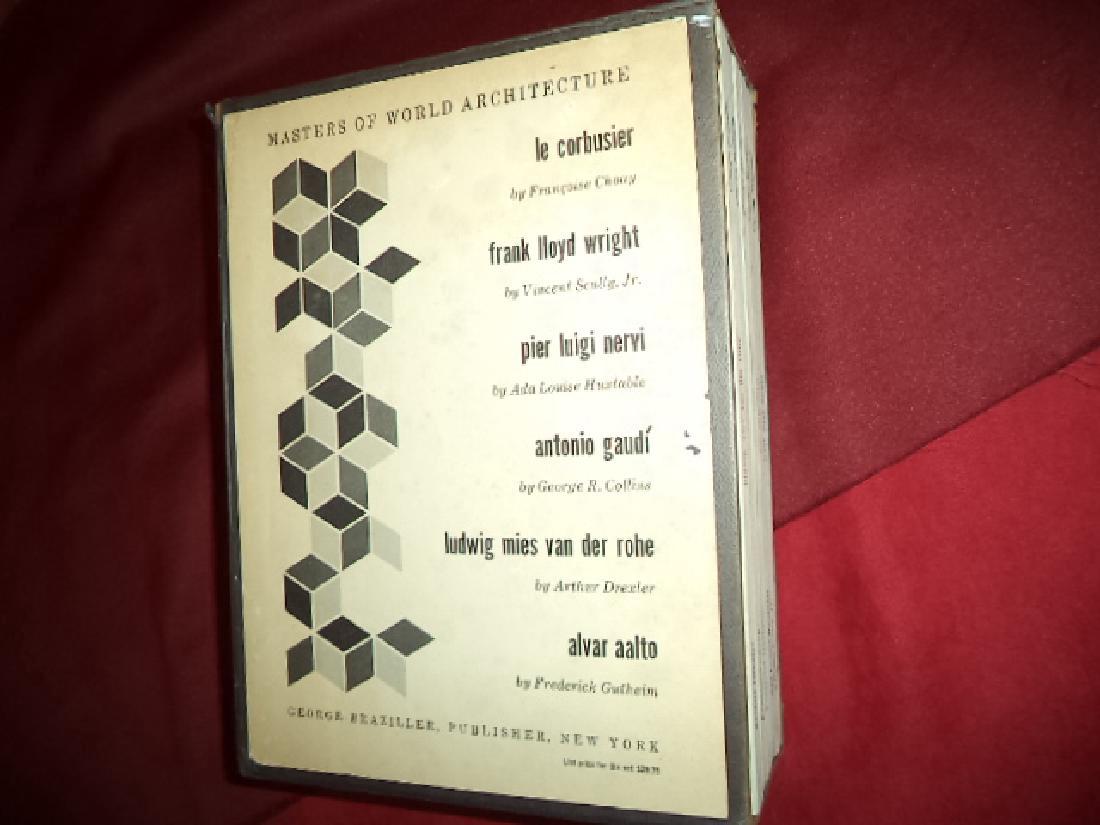 MASTERS OF WORLD ARCHITECTURE
le corbusier
by Françoise Choay
frank lloyd wright
by Vincent Scully, Jr.
pier luigi nervi
by Ada Louise Huxtable
antonio gaudí
by George R. Collins
ludwig mies van der rohe
by Arthur Drexler
alvar aalto
by Frederick Gutheim
GEORGE BRAZILLER, PUBLISHER, NEW YORK